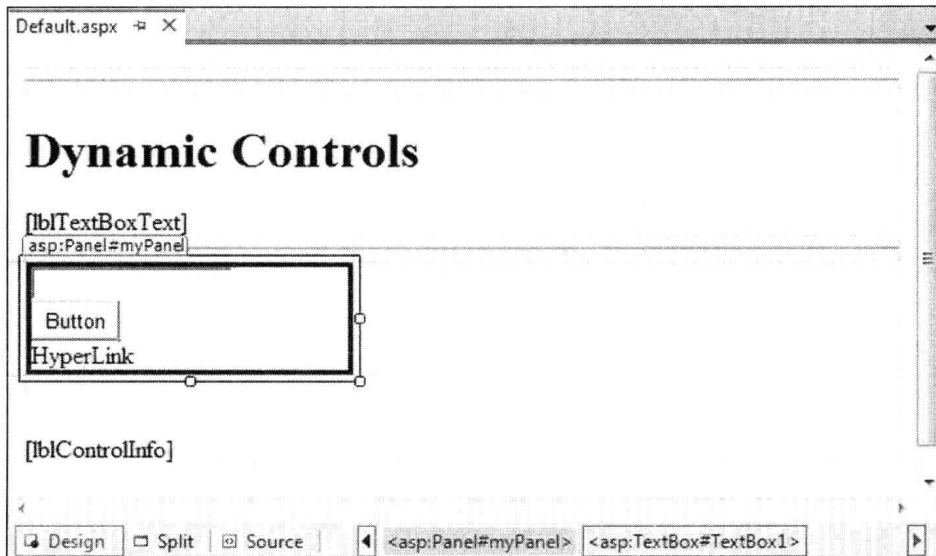 Default.aspx
Dynamic Controls
[lblTextBoxText]
asp:Panel#myPanel
Button
HyperLink
[lblControlInfo]
Design Split Source <asp:Panel#myPanel> <asp:TextBox#TextBox1>